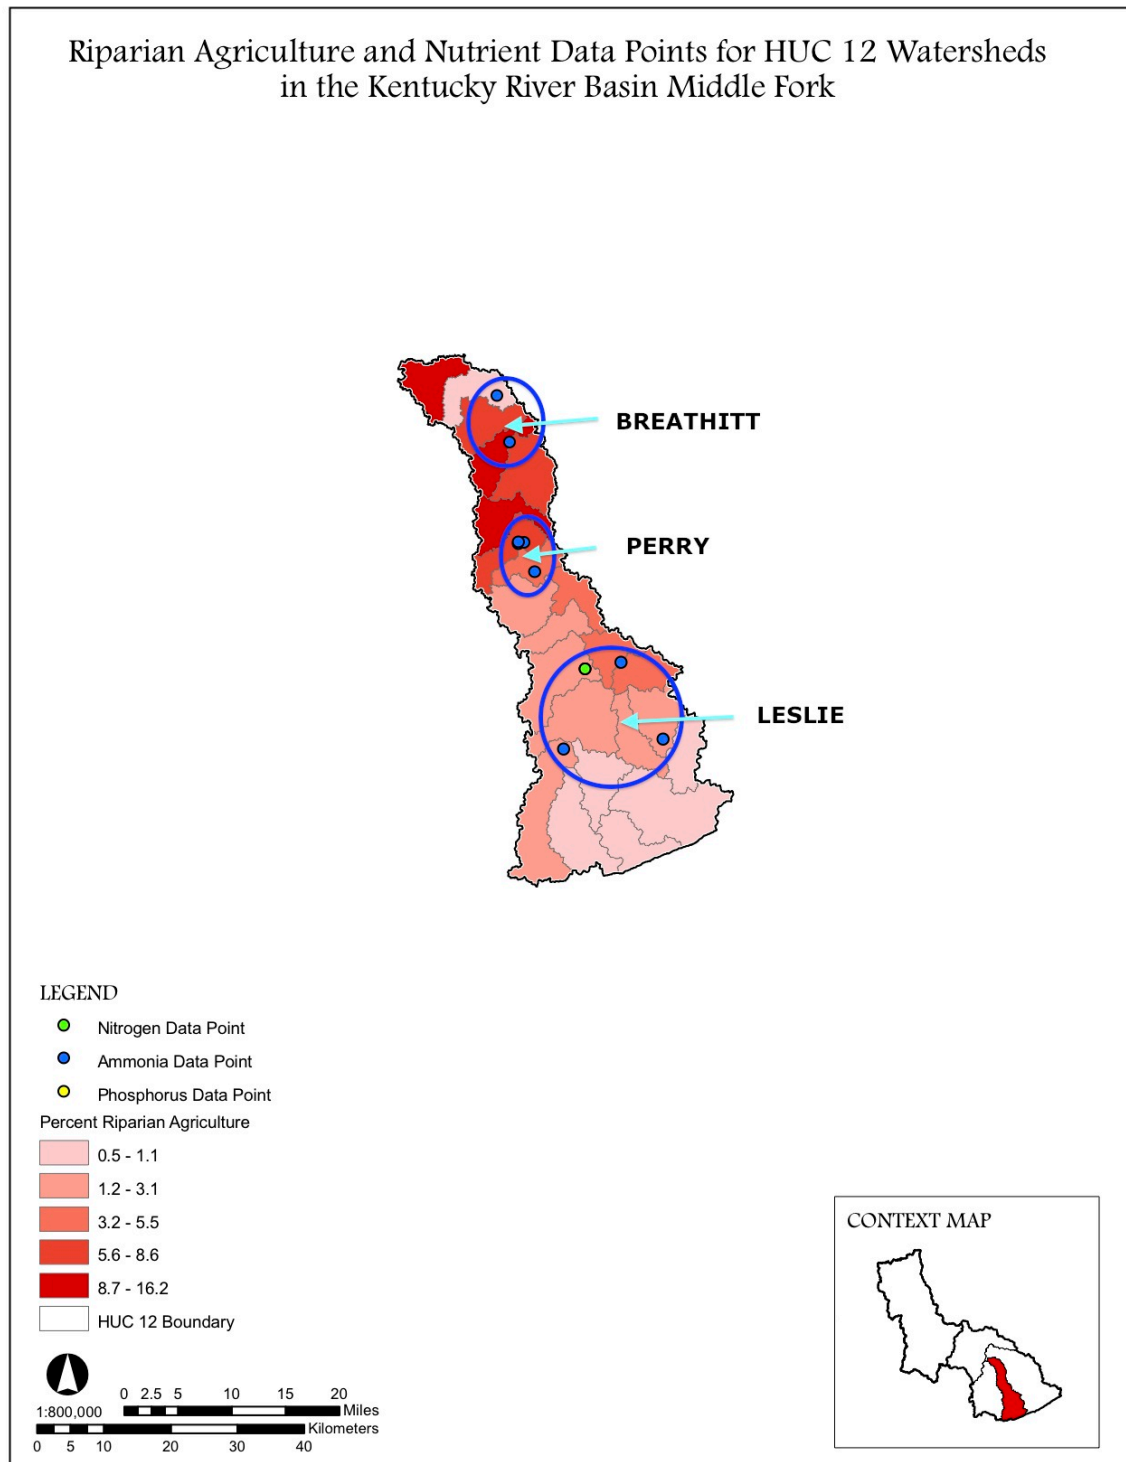 Riparian Agriculture and Nutrient Data Points for HUC 12 Watersheds
in the Kentucky River Basin Middle Fork
BREATHITT
PERRY
LESLIE
LEGEND
Nitrogen Data Point
Ammonia Data Point
Phosphorus Data Point
Percent Riparian Agriculture
0.5 - 1.1
1.2 - 3.1
3.2 - 5.5
5.6 - 8.6
8.7 - 16.2
HUC 12 Boundary
1:800,000
0 2.5 5 10 15 20
Miles
Kilometers
0 5 10 20 30 40
CONTEXT MAP